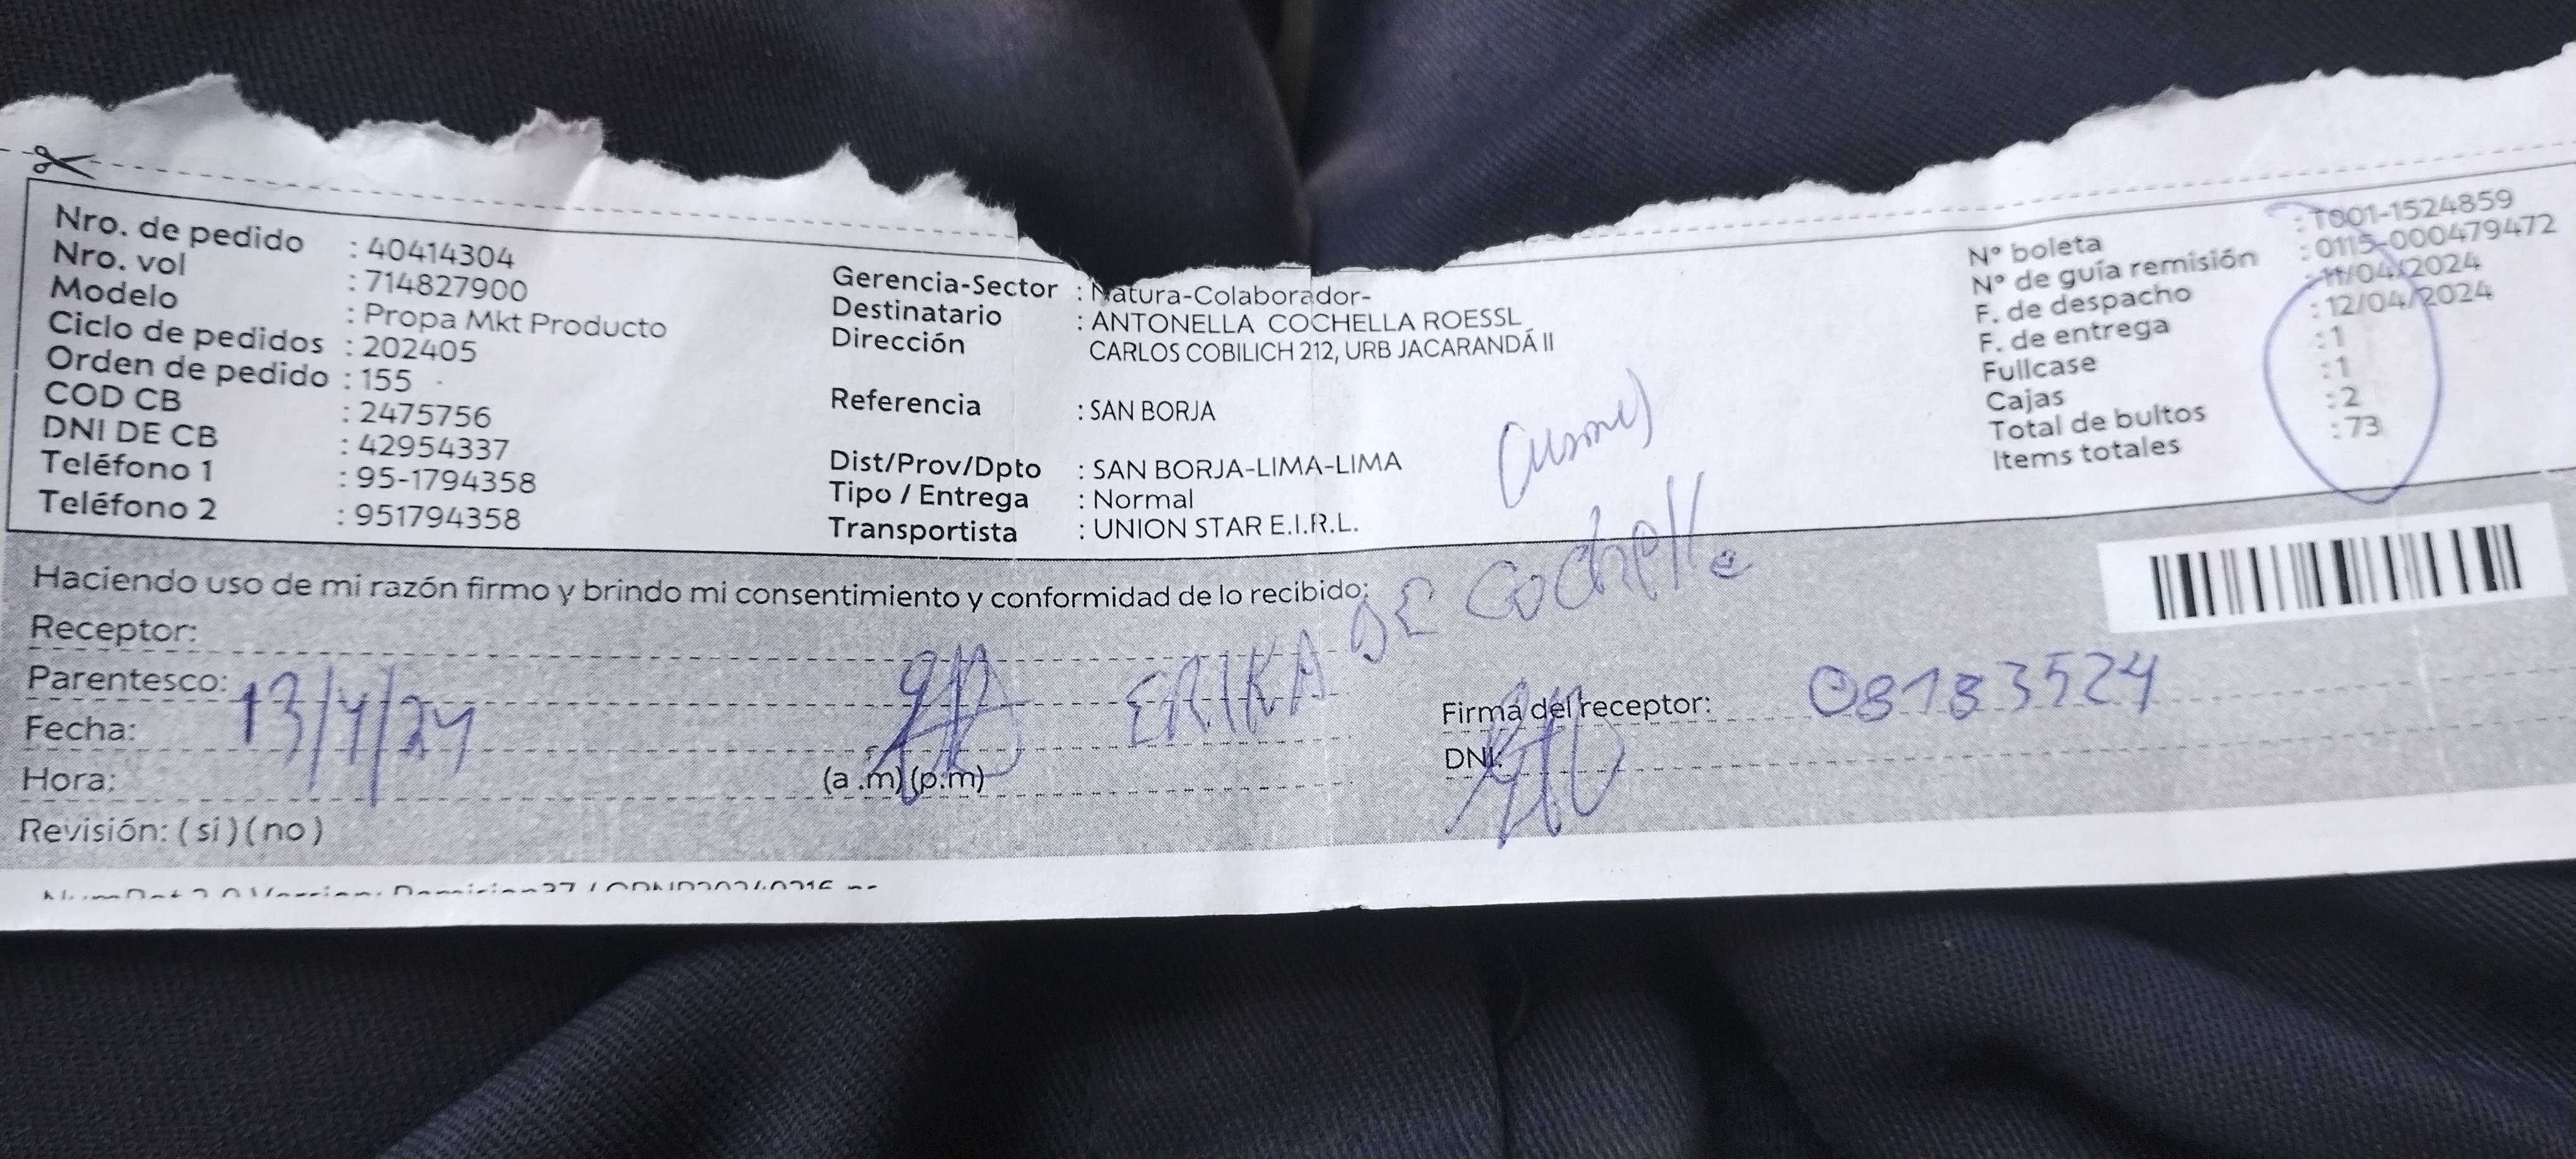 Nro. de pedido : 40414304
Nro. vol : 714827900
Modelo : Propa Mkt Producto
Ciclo de pedidos : 202405
Orden de pedido : 155
COD CB : 2475756
DNI DE CB : 42954337
Teléfono 1 : 95-1794358
Teléfono 2 : 951794358
Gerencia-Sector : Natura-Colaborador-
Destinatario : ANTONELLA COCHELLA ROESSL
Dirección CARLOS COBILICH 212, URB JACARANDÁ II
Referencia : SAN BORJA
Dist/Prov/Dpto : SAN BORJA-LIMA-LIMA
Tipo / Entrega : Normal
Transportista : UNION STAR E.I.R.L.
N° boleta : T001-1524859
N° de guía remisión : 0115-000479472
F. de despacho : 11/04/2024
F. de entrega : 12/04/2024
Fullcase : 1
Cajas : 1
Total de bultos : 2
Items totales : 73
Haciendo uso de mi razón firmo y brindo mi consentimiento y conformidad de lo recibido:
Receptor:
Parentesco:
Fecha: 13/4/24
Hora: (a .m) (p.m)
Revisión: ( si ) ( no )
ERIKA DE Cochella
Firma del receptor: 08183524
DNI: